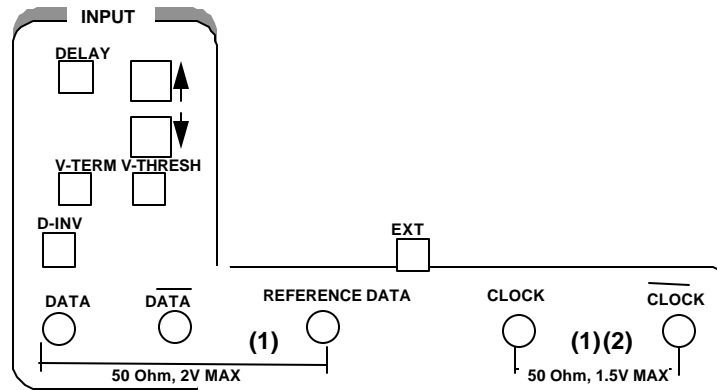 INPUT
DELAY
V-TERM V-THRESH
D-INV
EXT
DATA DATA REFERENCE DATA CLOCK CLOCK
(1) (1)(2)
50 Ohm, 2V MAX 50 Ohm, 1.5V MAX